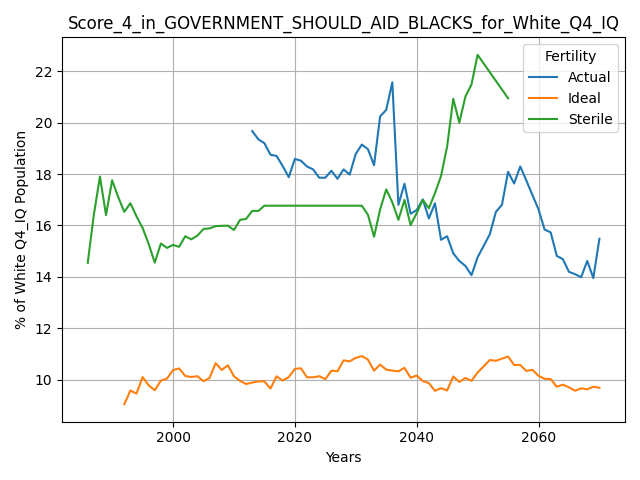 Score_4_in_GOVERNMENT_SHOULD_AID_BLACKS_for_White_Q4_IQ
Fertility
Actual
Ideal
Sterile
% of White Q4_IQ Population
22
20
18
16
14
12
10
2000
2020
2040
2060
Years